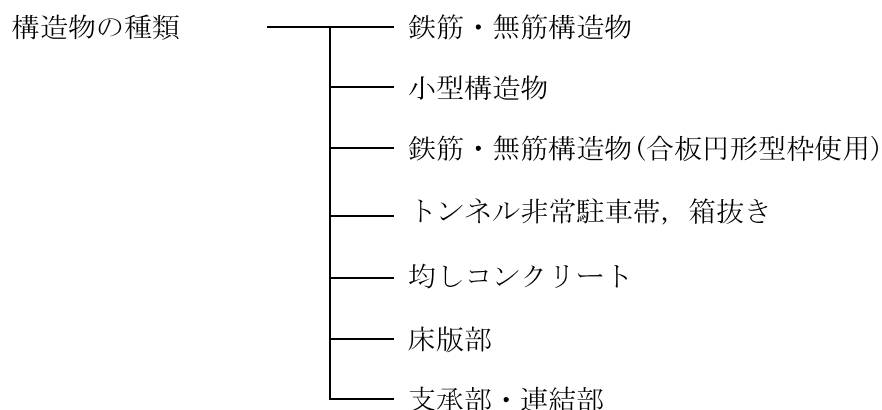 構造物の種類
鉄筋・無筋構造物
小型構造物
鉄筋・無筋構造物(合板円形型枠使用)
トンネル非常駐車帯，箱抜き
均しコンクリート
床版部
支承部・連結部